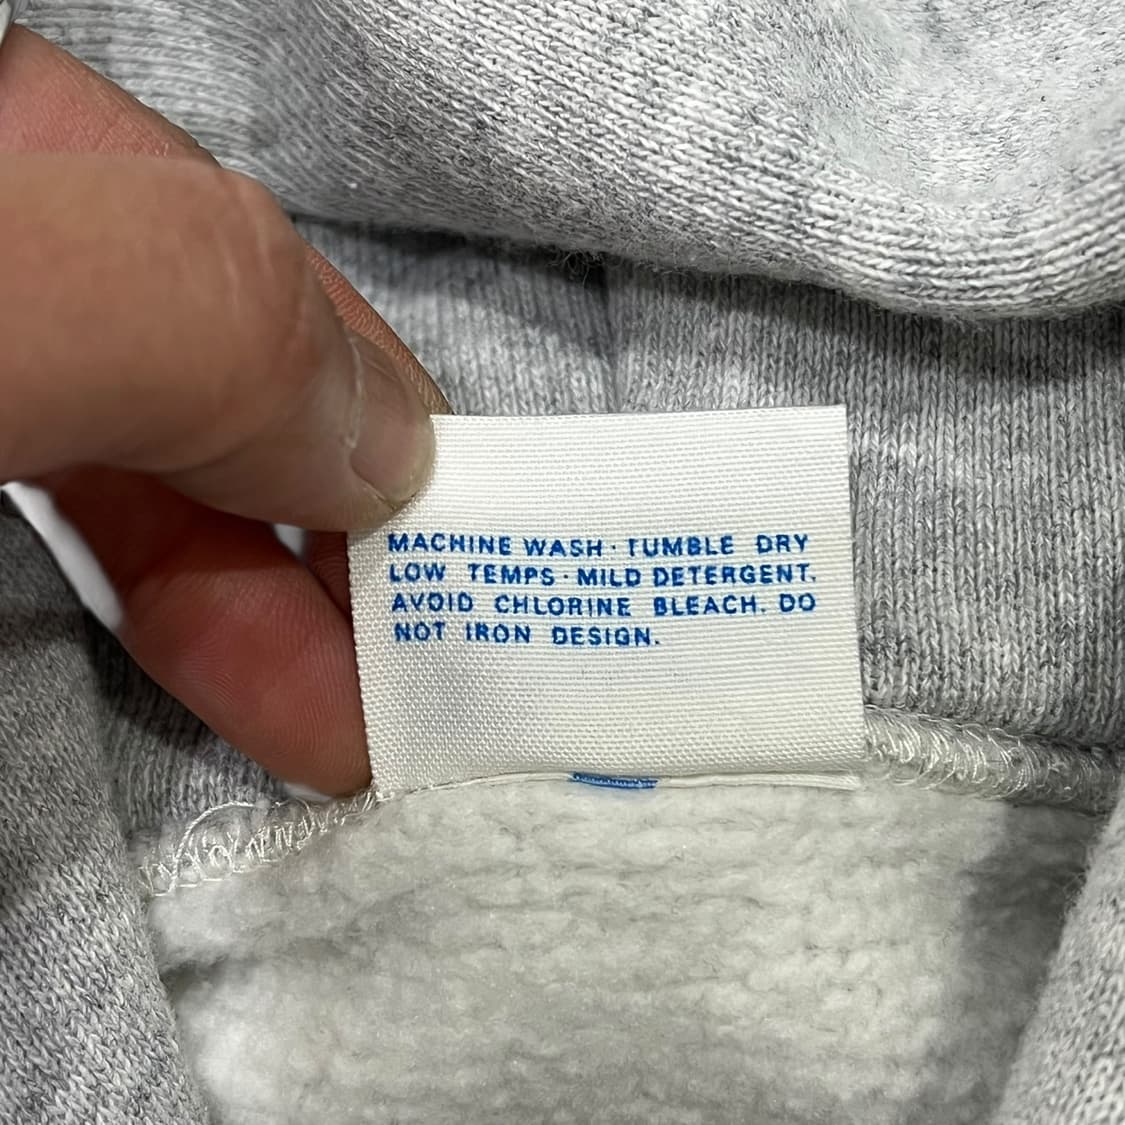 MACHINE WASH · TUMBLE DRY
LOW TEMPS · MILD DETERGENT.
AVOID CHLORINE BLEACH. DO
NOT IRON DESIGN.